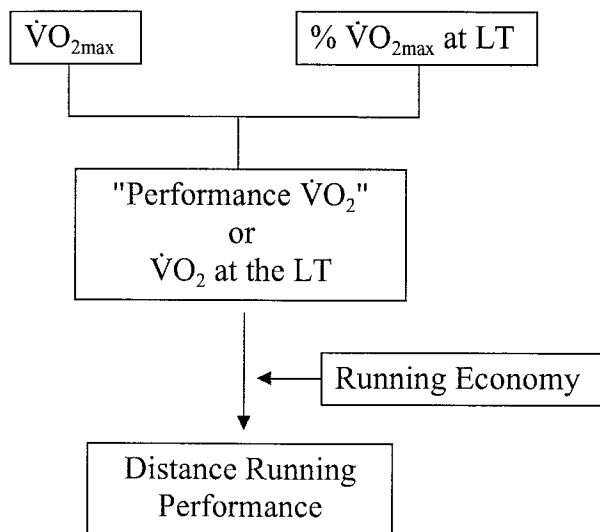 V̇O₂max
% V̇O₂max at LT
"Performance V̇O₂"
or
V̇O₂ at the LT
Running Economy
Distance Running
Performance